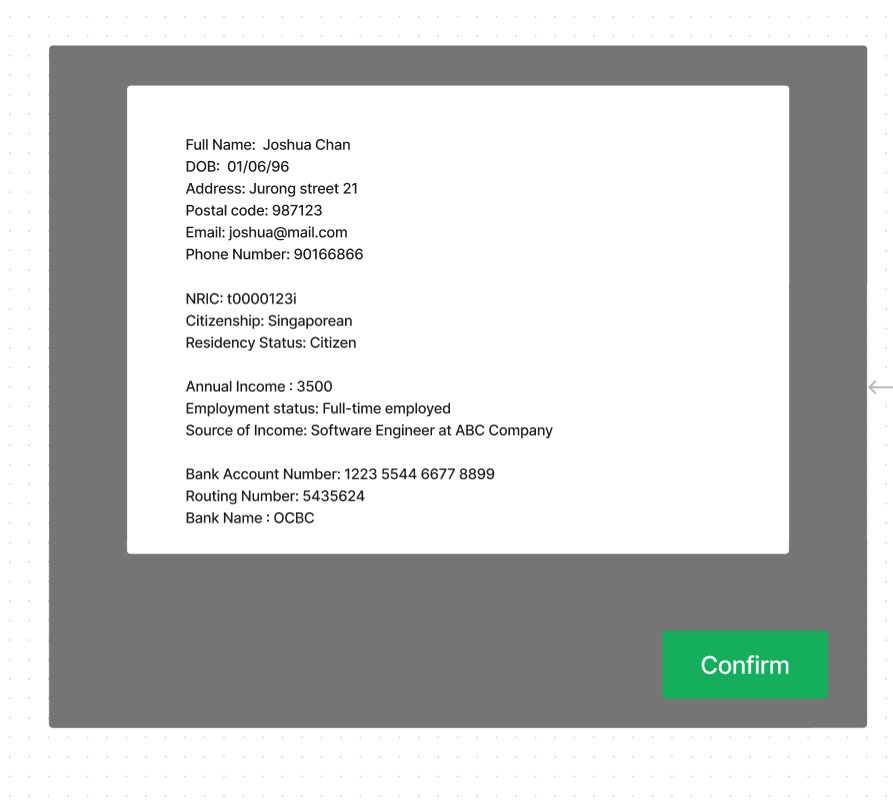 Full Name:  Joshua Chan
DOB:  01/06/96
Address: Jurong street 21
Postal code: 987123
Email: joshua@mail.com
Phone Number: 90166866
NRIC: t0000123i
Citizenship: Singaporean
Residency Status: Citizen
Annual Income : 3500
Employment status: Full-time employed
Source of Income: Software Engineer at ABC Company
Bank Account Number: 1223 5544 6677 8899
Routing Number: 5435624
Bank Name : OCBC
Confirm